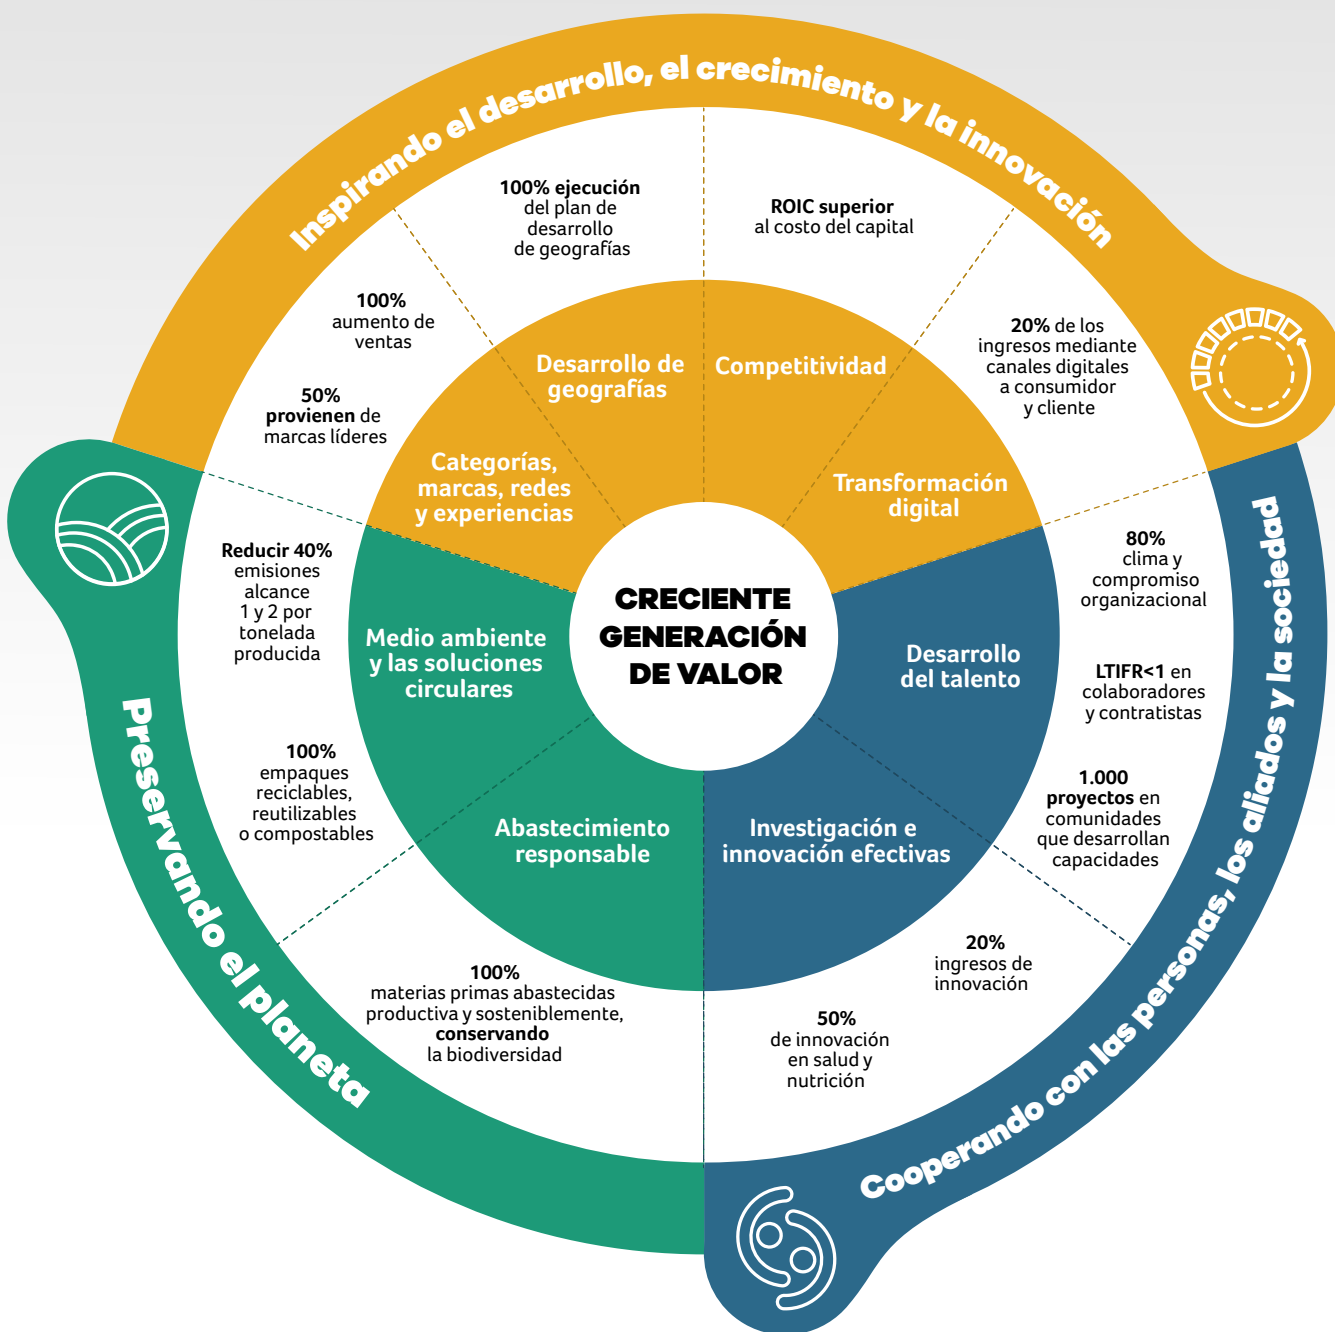 Inspirando el desarrollo, el crecimiento y la innovación
100% ejecución
del plan de
desarrollo
de geografías
ROIC superior
al costo del capital
100%
aumento de
ventas
50%
provienen de
marcas líderes
20% de los
ingresos mediante
canales digitales
a consumidor
y cliente
Desarrollo de
geografías
Competitividad
Categorías,
marcas, redes
y experiencias
Transformación
digital
CRECIENTE
GENERACIÓN
DE VALOR
Cooperando con las personas, los aliados y la sociedad
Desarrollo
del talento
80%
clima y
compromiso
organizacional
LTIFR<1 en
colaboradores
y contratistas
1.000
proyectos en
comunidades
que desarrollan
capacidades
Investigación e
innovación efectivas
20%
ingresos de
innovación
50%
de innovación
en salud y
nutrición
Preservando el planeta
Medio ambiente
y las soluciones
circulares
Reducir 40%
emisiones
alcance
1 y 2 por
tonelada
producida
100%
empaques
reciclables,
reutilizables
o compostables
Abastecimiento
responsable
100%
materias primas abastecidas
productiva y sosteniblemente,
conservando
la biodiversidad